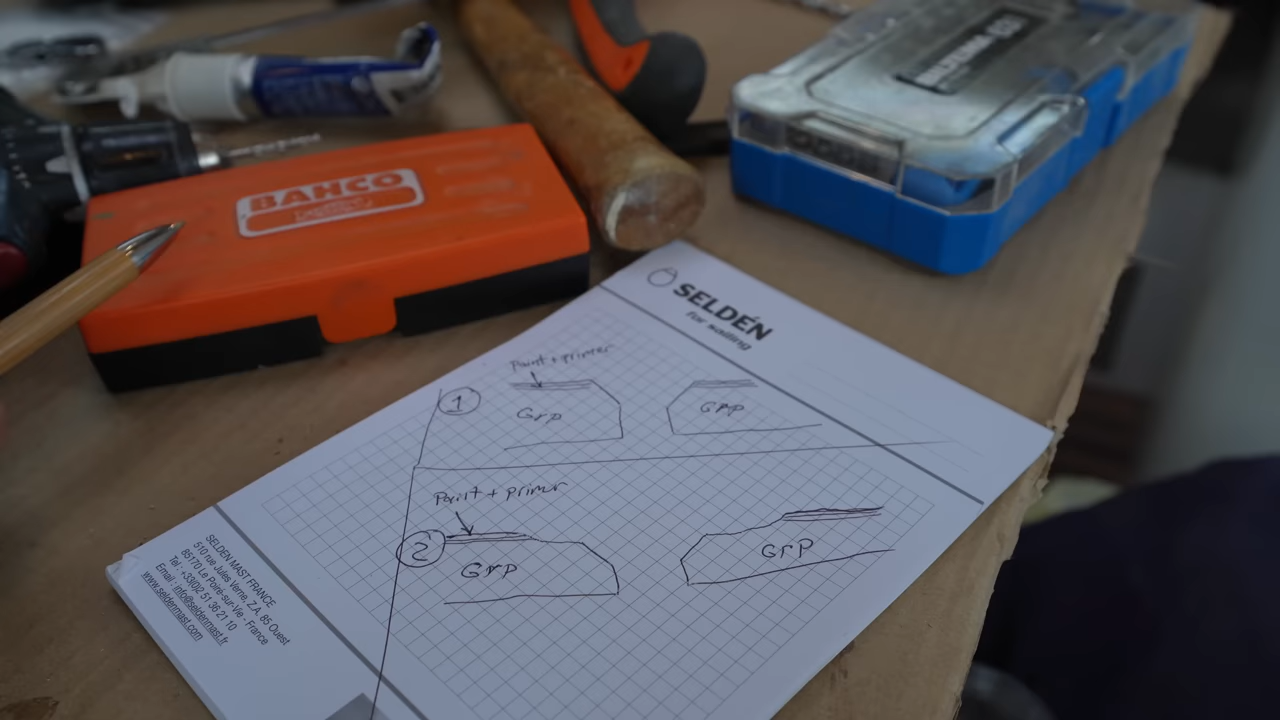 BAHCO
SELDÉN
for sailing
Paint + primer
1
Grp
GRP
Paint + primer
2
Grp
GRP
SELDEN MAST FRANCE
510 rue Jules Verne, Z.A. 85 Ouest
85170 Le Poiré-sur-Vie - France
Tel : +33(0)2 51 36 21 10
Email : info@seldenmast.fr
www.seldenmast.com